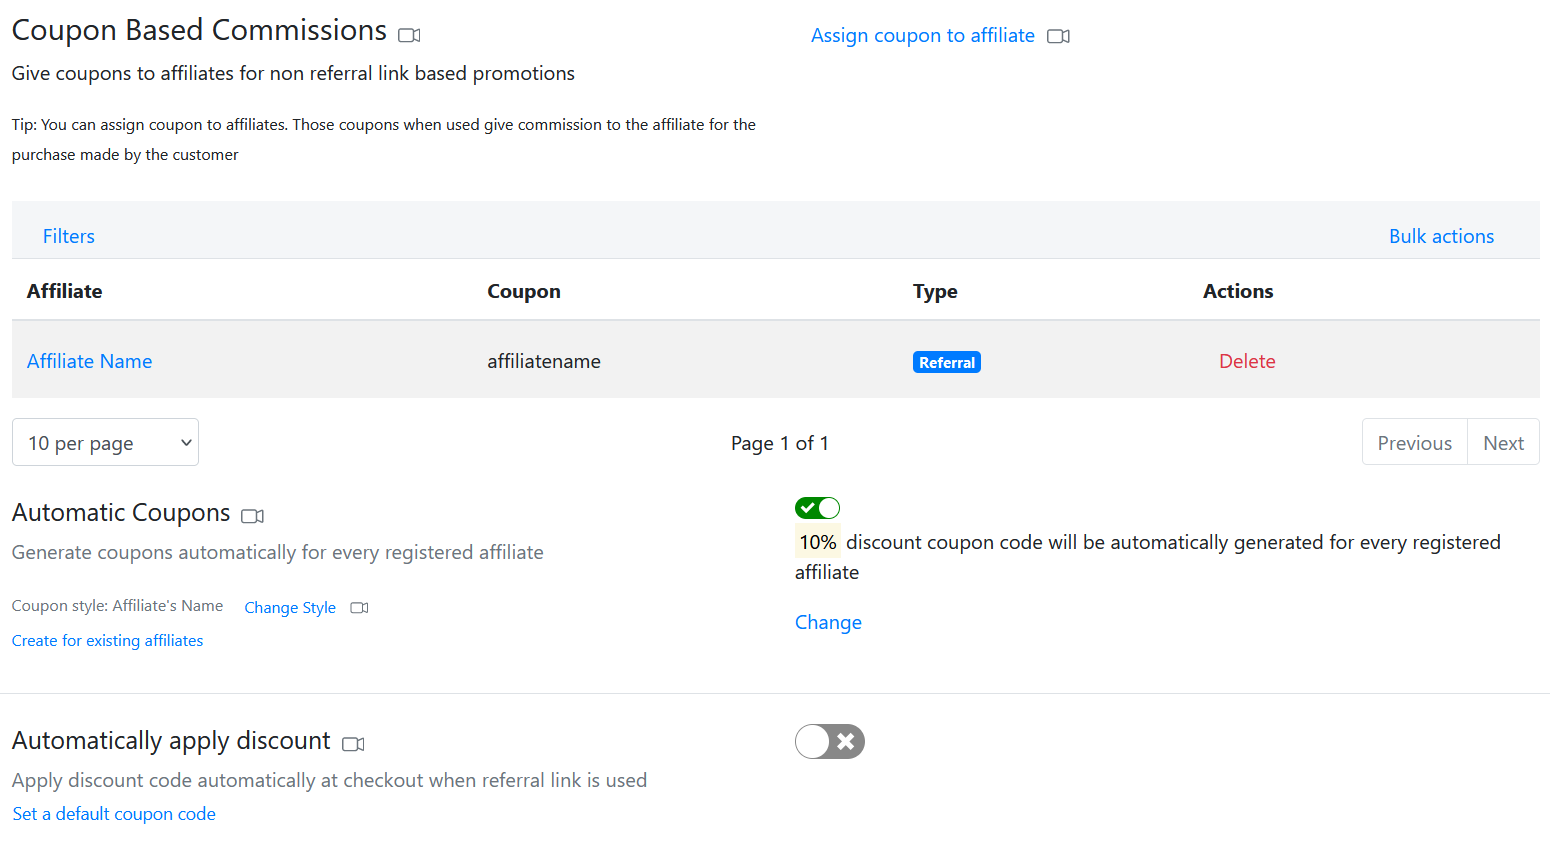 Coupon Based Commissions
Assign coupon to affiliate
Give coupons to affiliates for non referral link based promotions
Tip: You can assign coupon to affiliates. Those coupons when used give commission to the affiliate for the
purchase made by the customer
Filters
Bulk actions
Affiliate Coupon Type Actions
Affiliate Name affiliatename Referral Delete
10 per page
Page 1 of 1
Previous Next
Automatic Coupons
Generate coupons automatically for every registered affiliate
Coupon style: Affiliate's Name Change Style
Create for existing affiliates
10% discount coupon code will be automatically generated for every registered
affiliate
Change
Automatically apply discount
Apply discount code automatically at checkout when referral link is used
Set a default coupon code